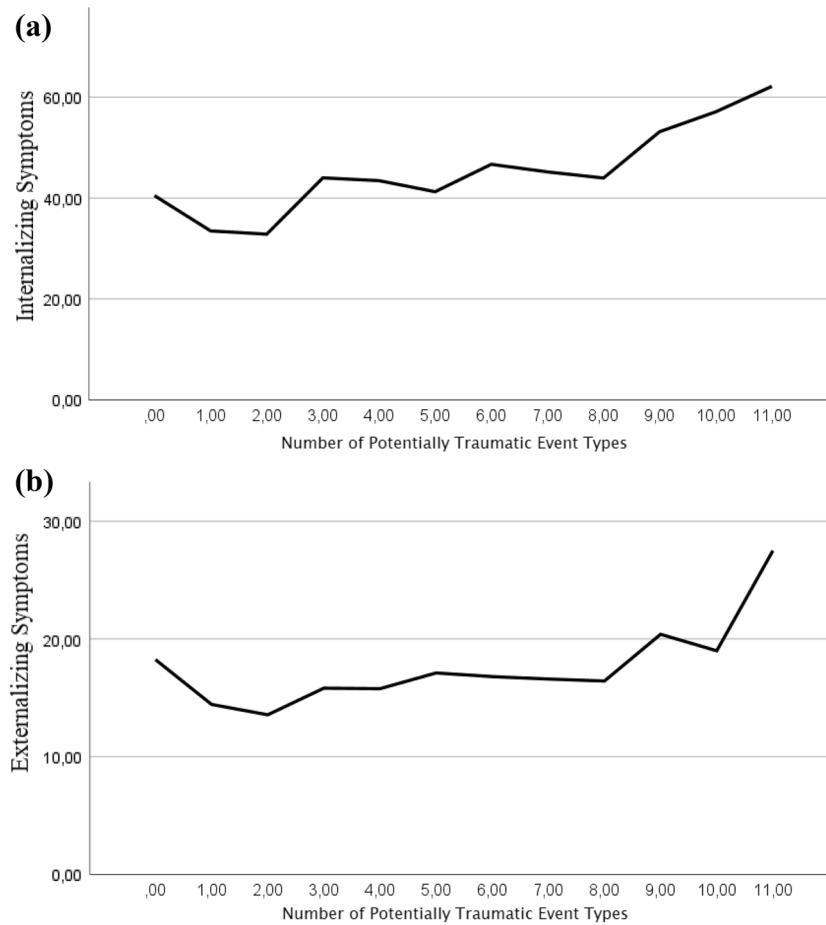 (a)
Internalizing Symptoms
60,00
40,00
20,00
0,00
,00 1,00 2,00 3,00 4,00 5,00 6,00 7,00 8,00 9,00 10,00 11,00
Number of Potentially Traumatic Event Types
(b)
Externalizing Symptoms
30,00
20,00
10,00
0,00
,00 1,00 2,00 3,00 4,00 5,00 6,00 7,00 8,00 9,00 10,00 11,00
Number of Potentially Traumatic Event Types